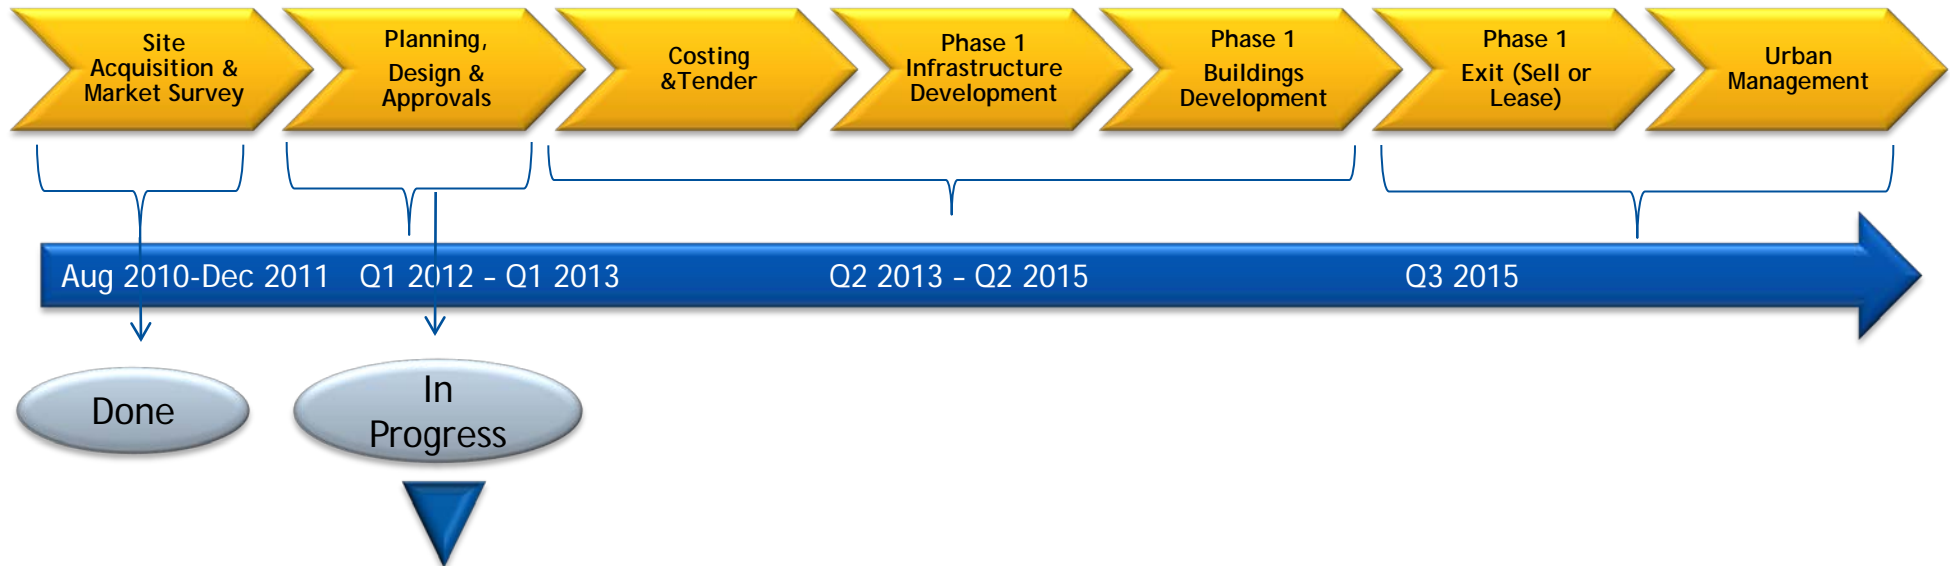 Site
Acquisition &
Market Survey
Planning,
Design &
Approvals
Costing
&Tender
Phase 1
Infrastructure
Development
Phase 1
Buildings
Development
Phase 1
Exit (Sell or
Lease)
Urban
Management
Aug 2010-Dec 2011
Q1 2012 – Q1 2013
Q2 2013 – Q2 2015
Q3 2015
Done
In
Progress